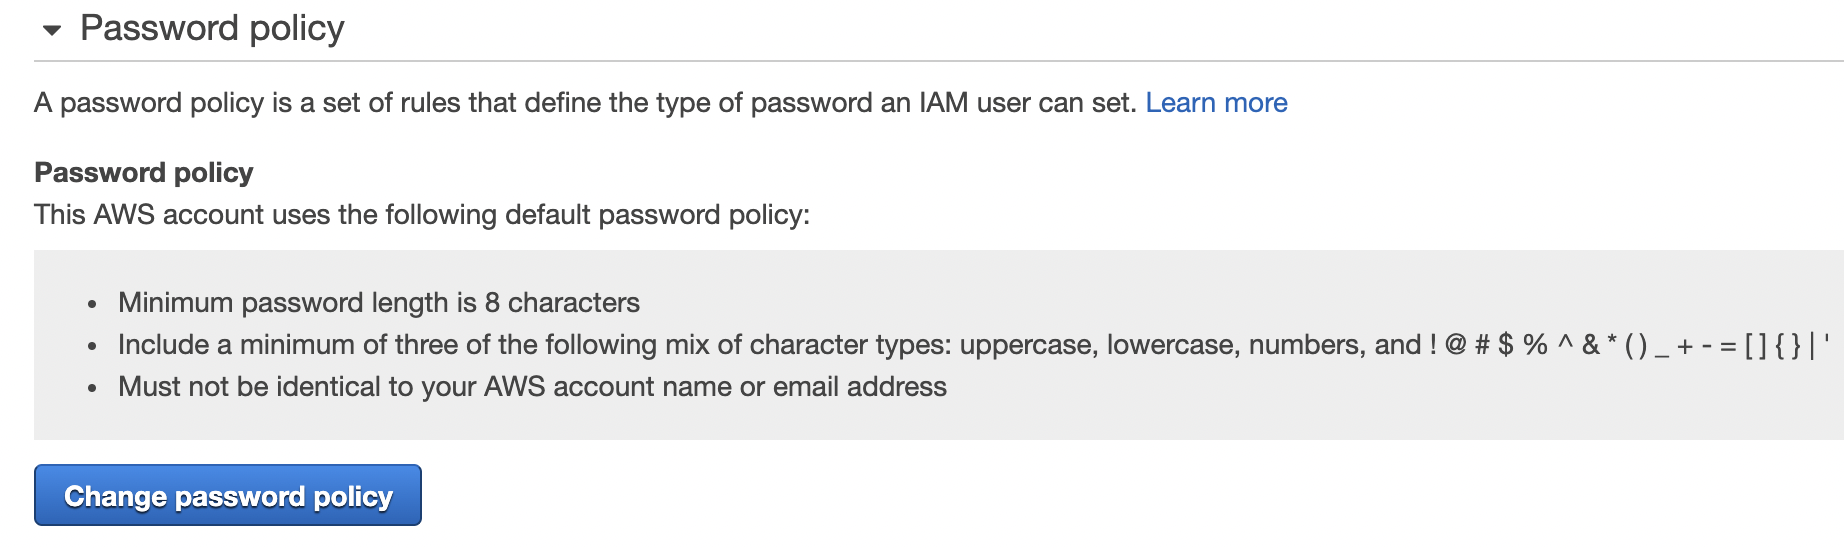 Password policy
A password policy is a set of rules that define the type of password an IAM user can set. Learn more
Password policy
This AWS account uses the following default password policy:
• Minimum password length is 8 characters
• Include a minimum of three of the following mix of character types: uppercase, lowercase, numbers, and ! @ # $ % ^ & * ( ) _ + - = [ ] { } | '
• Must not be identical to your AWS account name or email address
Change password policy